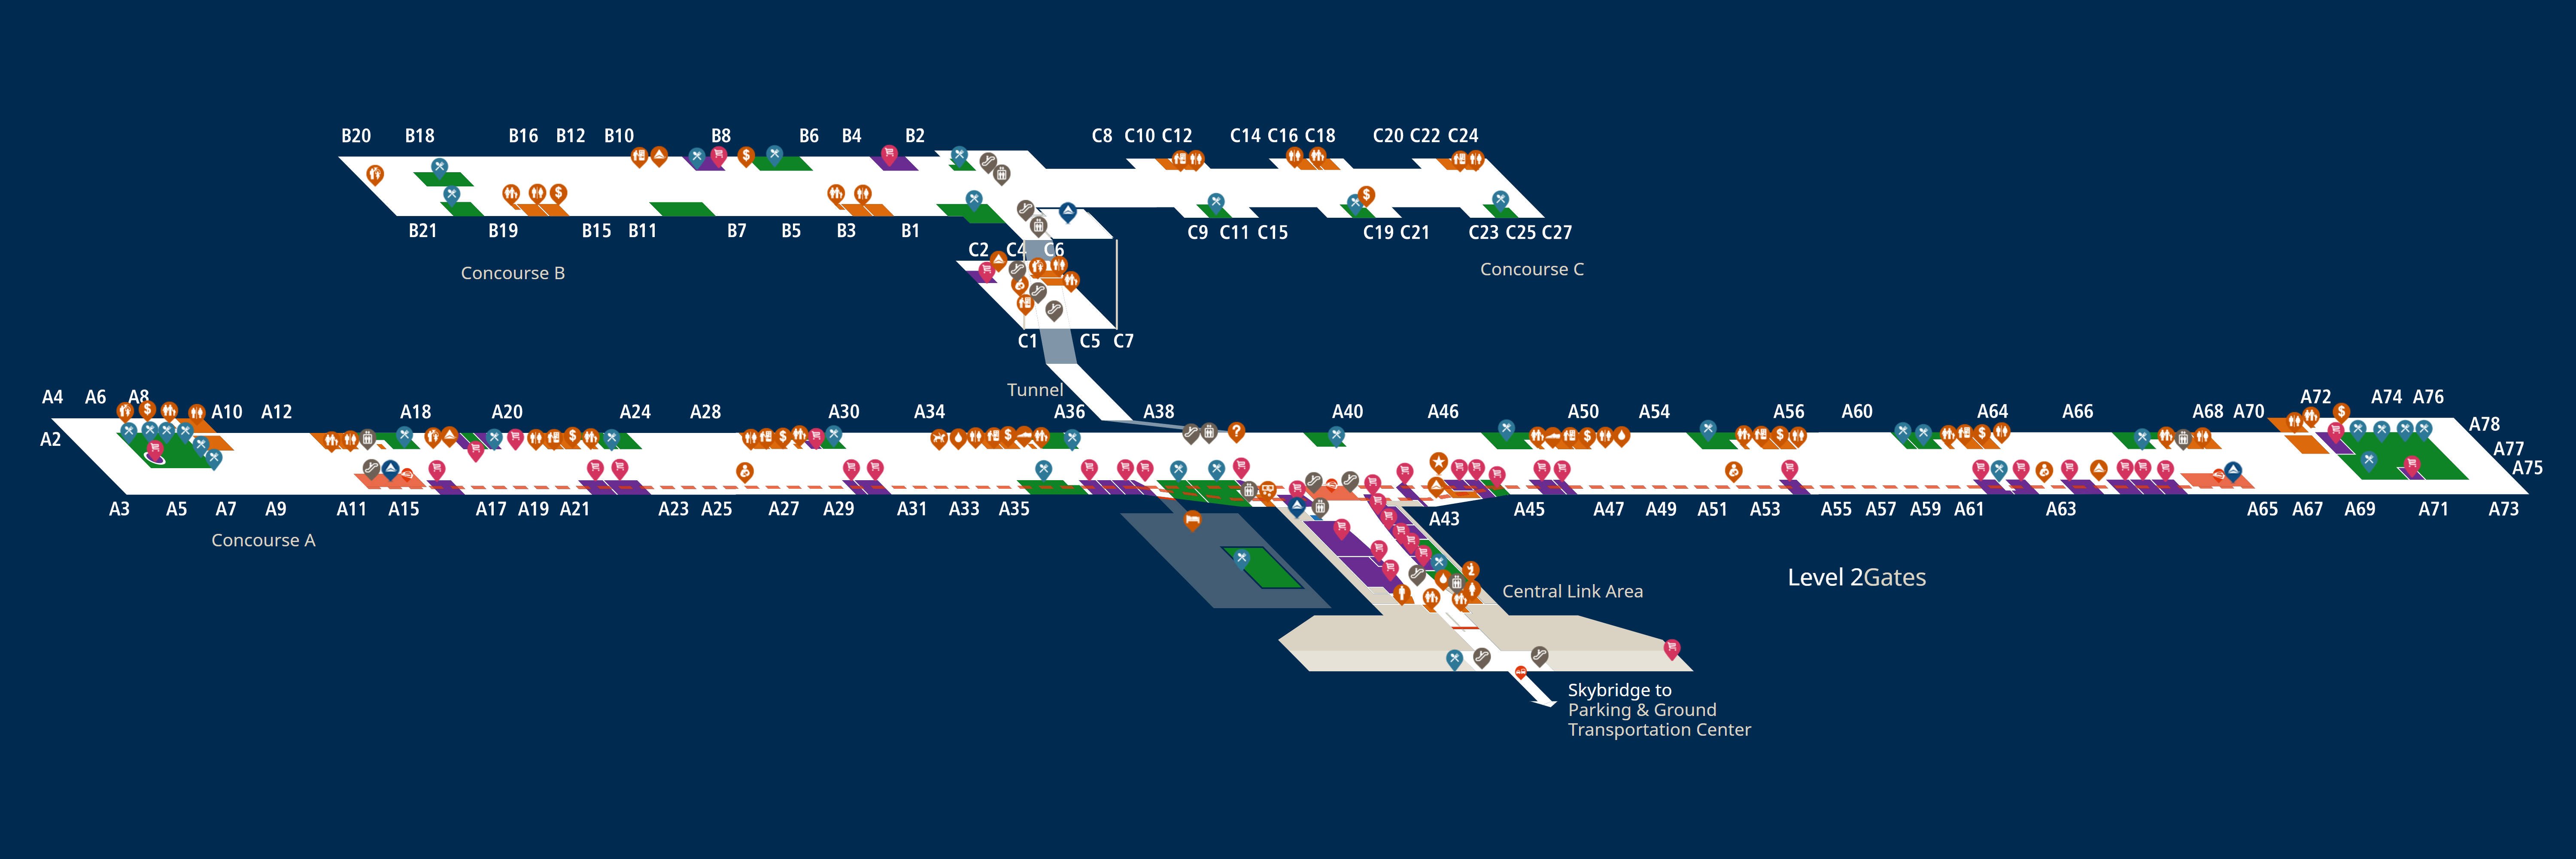 B20 B18 B16 B12 B10 B8 B6 B4 B2 C8 C10 C12 C14 C16 C18 C20 C22 C24
B21 B19 B15 B11 B7 B5 B3 B1 C9 C11 C15 C19 C21 C23 C25 C27
C2 C4 C6
Concourse B
Concourse C
C1 C5 C7
Tunnel
A4 A6 A8 A72 A74 A76
A10 A12 A18 A20 A24 A28 A30 A34 A36 A38 A40 A46 A50 A54 A56 A60 A64 A66 A68 A70
A78
A2
A77
A75
A3 A5 A7 A9 A11 A15 A17 A19 A21 A23 A25 A27 A29 A31 A33 A35 A43 A45 A47 A49 A51 A53 A55 A57 A59 A61 A63 A65 A67 A69 A71 A73
Concourse A
Level 2Gates
Central Link Area
Skybridge to
Parking & Ground
Transportation Center